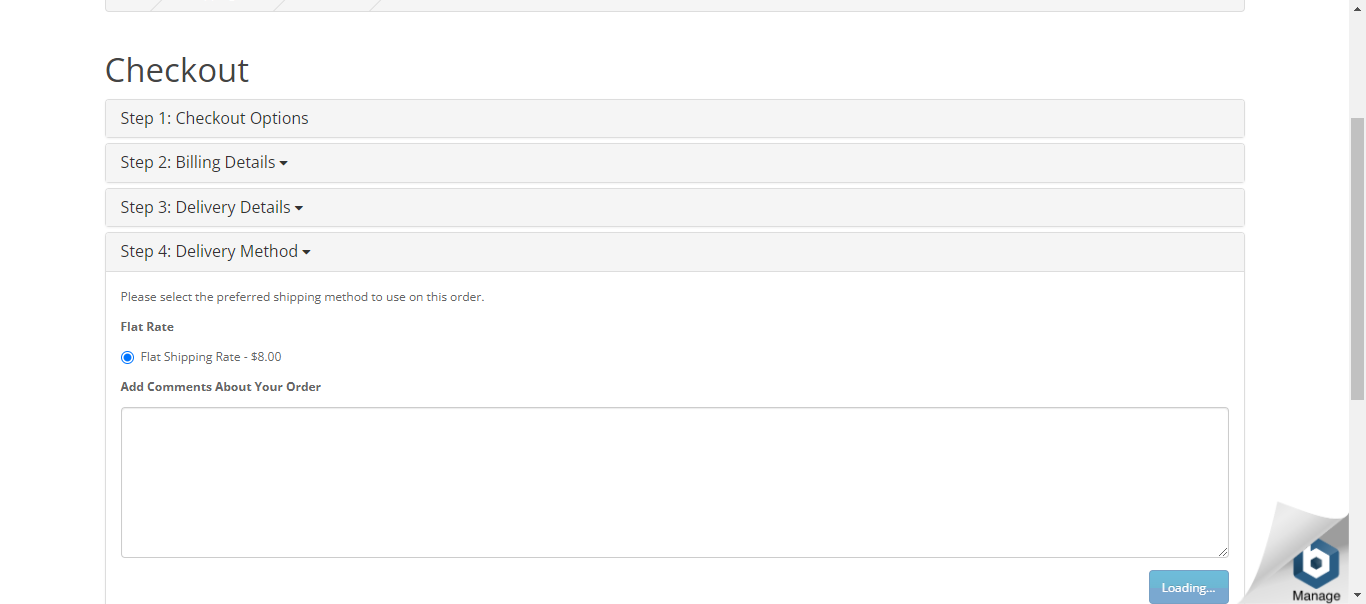 Checkout
Step 1: Checkout Options
Step 2: Billing Details
Step 3: Delivery Details
Step 4: Delivery Method
Please select the preferred shipping method to use on this order.
Flat Rate
Flat Shipping Rate - $8.00
Add Comments About Your Order
Loading...
Manage